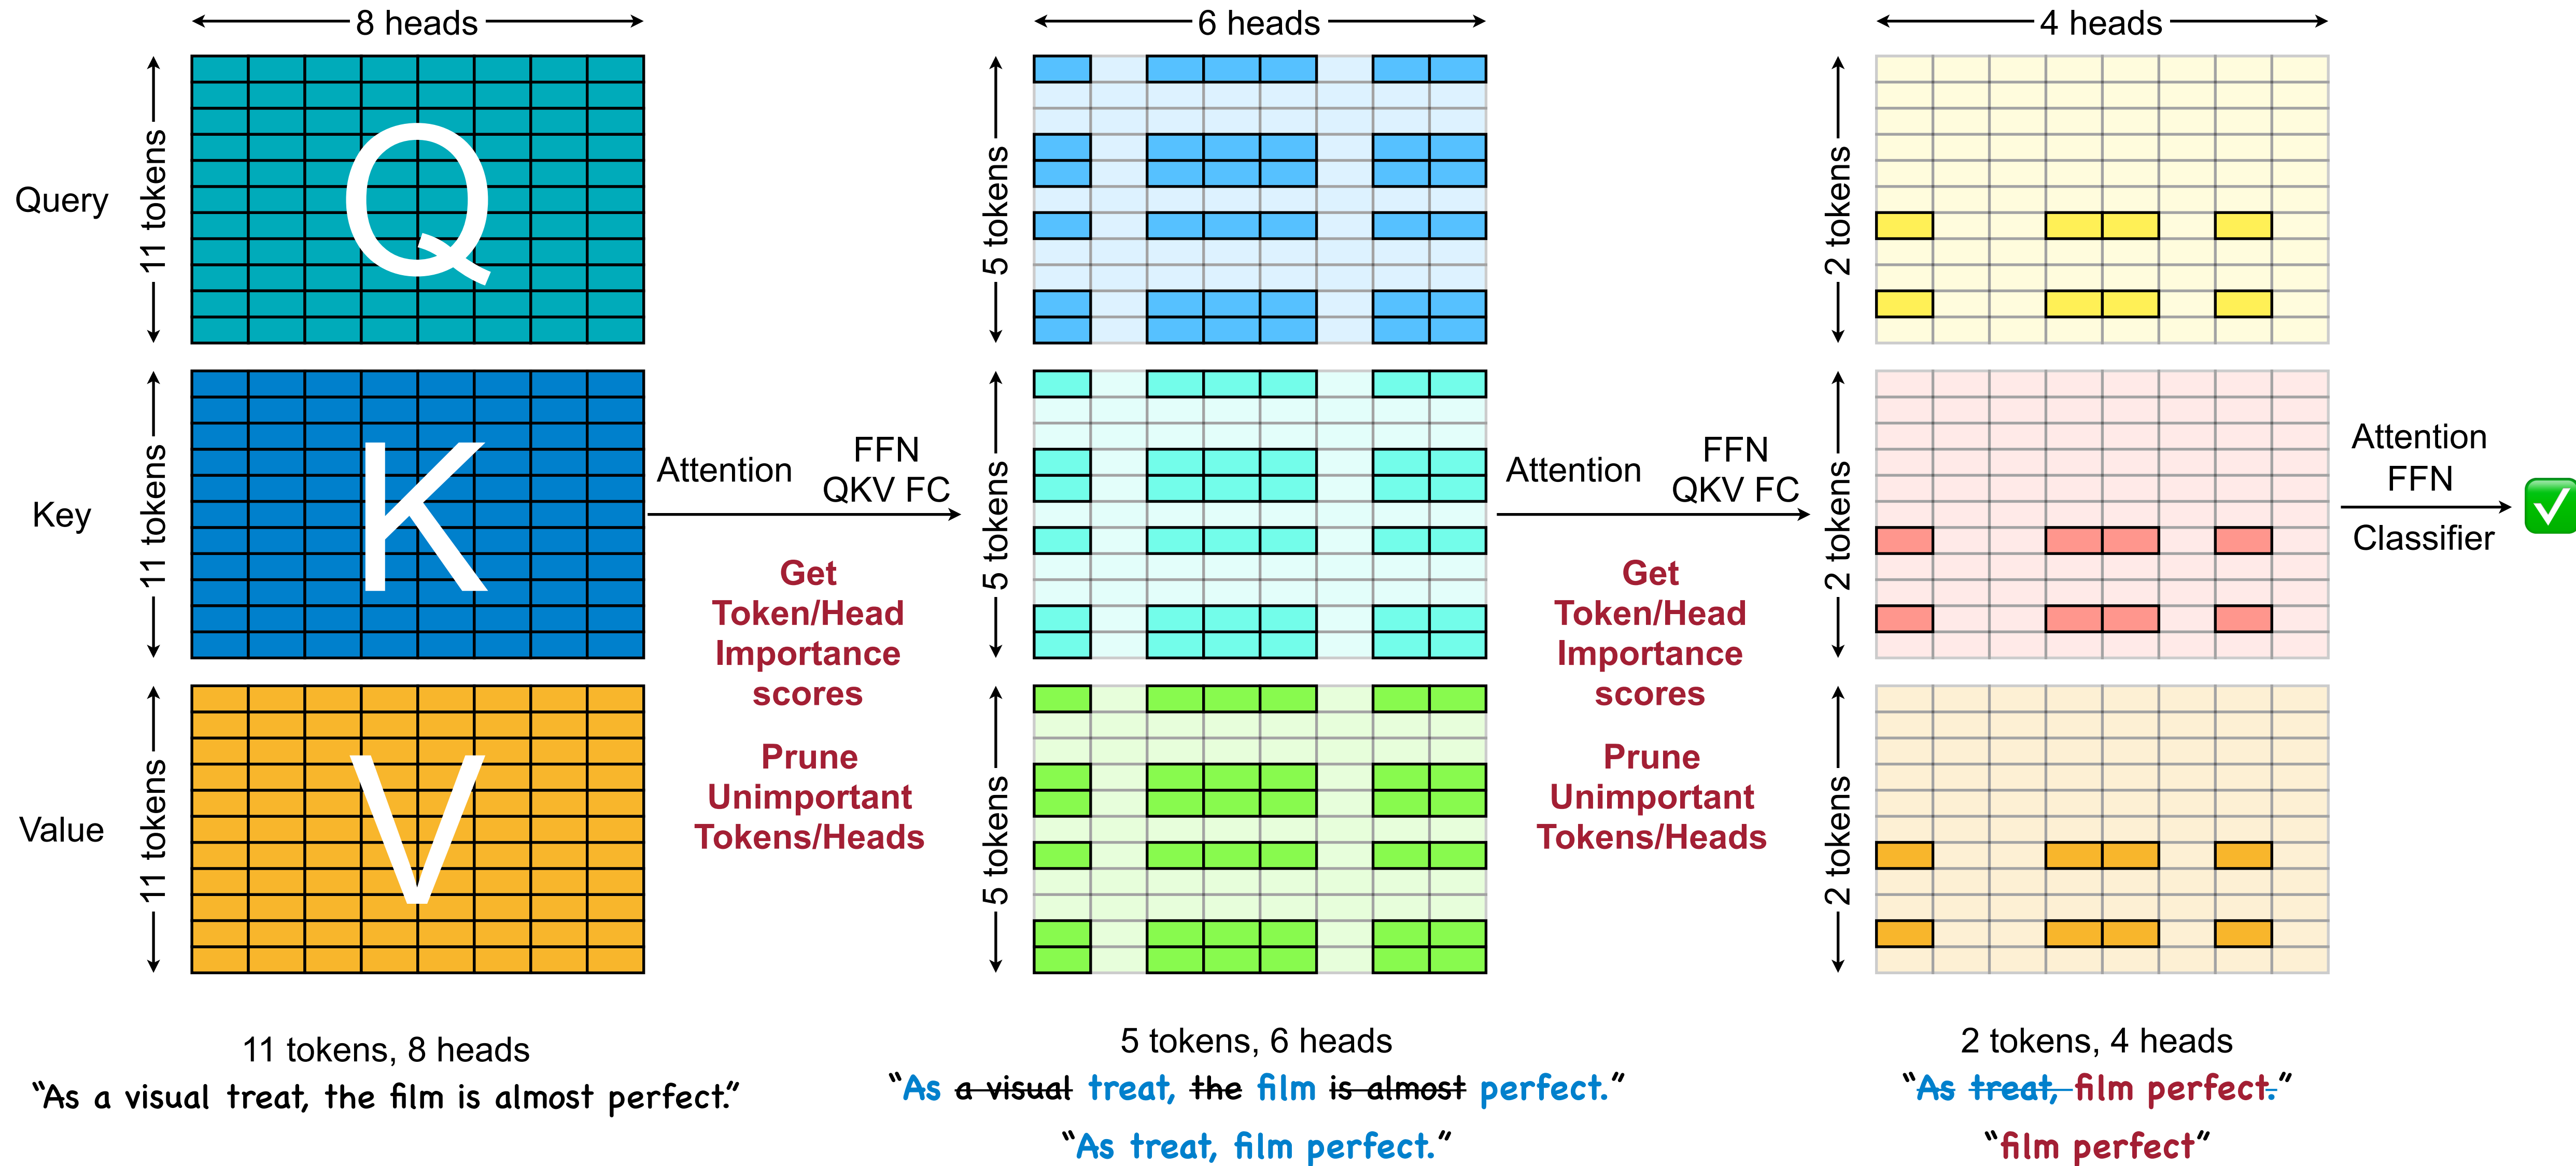 8 heads
6 heads
4 heads
Query
11 tokens
Q
5 tokens
2 tokens
Key
11 tokens
K
Attention
FFN
QKV FC
Get
Token/Head
Importance
scores
Prune
Unimportant
Tokens/Heads
5 tokens
Attention
FFN
QKV FC
Get
Token/Head
Importance
scores
Prune
Unimportant
Tokens/Heads
2 tokens
Attention
FFN
Classifier
Value
11 tokens
V
5 tokens
2 tokens
11 tokens, 8 heads
“As a visual treat, the film is almost perfect.”
5 tokens, 6 heads
“As a visual treat, the film is almost perfect.”
“As treat, film perfect.”
2 tokens, 4 heads
“As treat, film perfect.”
“film perfect”